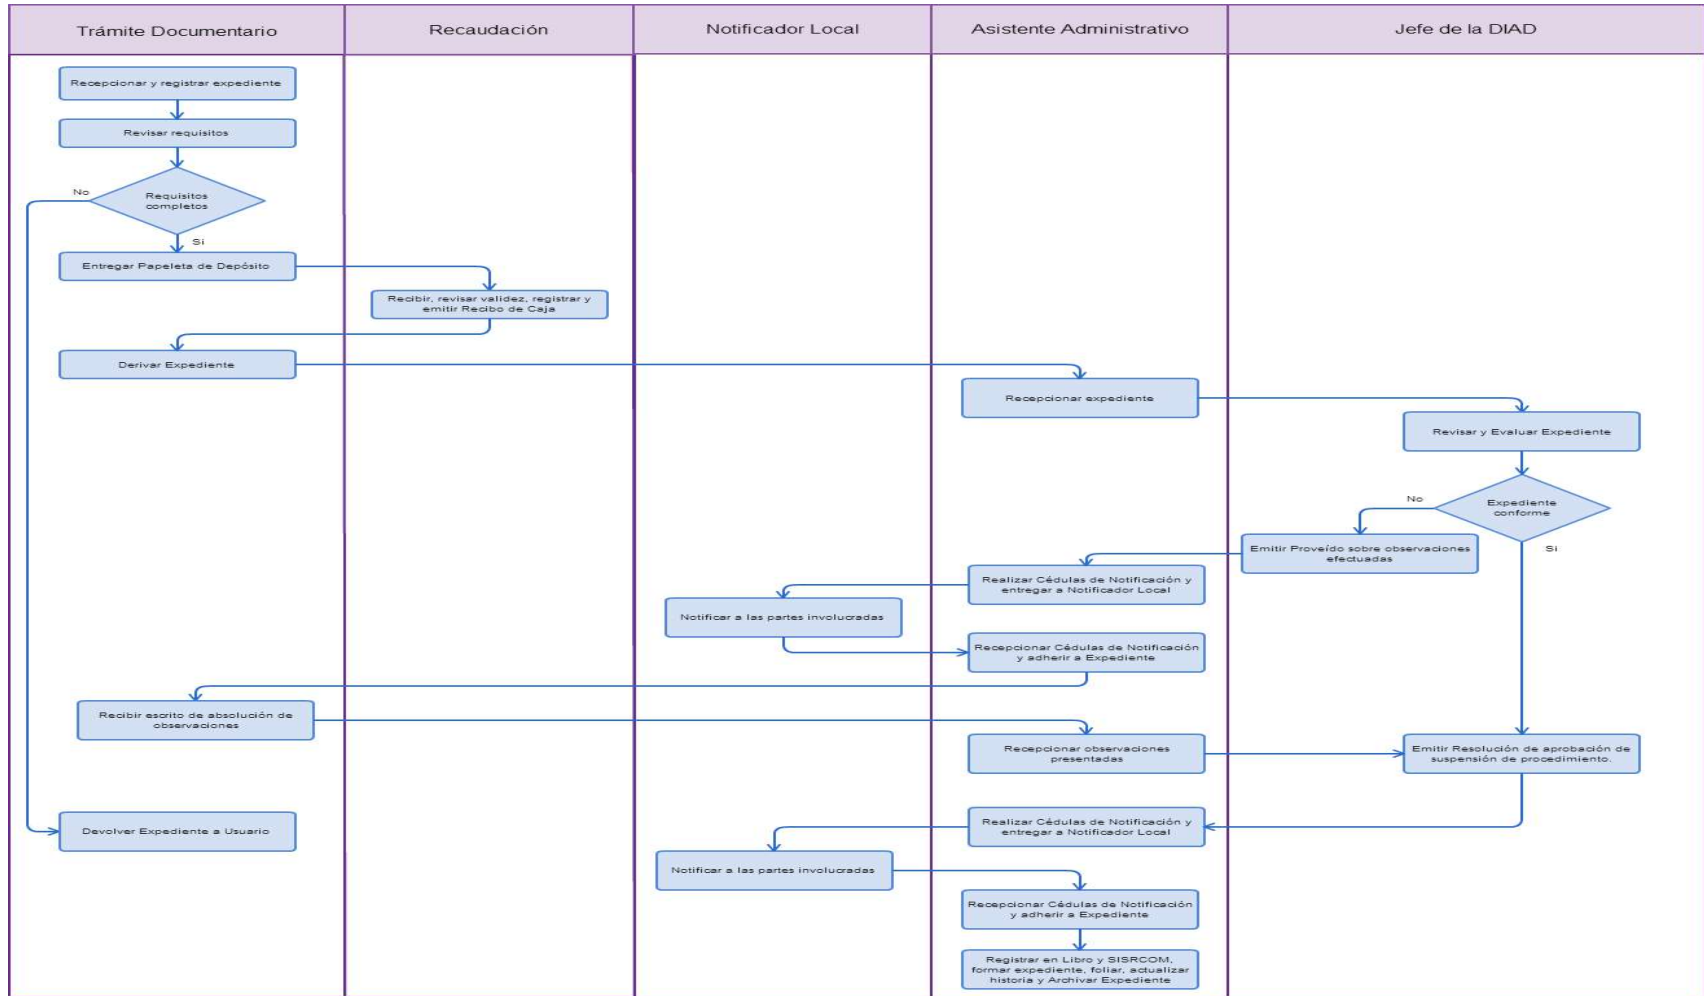 Trámite Documentario
Recaudación
Notificador Local
Asistente Administrativo
Jefe de la DIAD
Recepcionar y registrar expediente
Revisar requisitos
No
Requisitos
completos
Si
Entregar Papeleta de Depósito
Recibir, revisar validez, registrar y
emitir Recibo de Caja
Derivar Expediente
Recepcionar expediente
Revisar y Evaluar Expediente
No
Expediente
conforme
Si
Emitir Proveído sobre observaciones
efectuadas
Realizar Cédulas de Notificación y
entregar a Notificador Local
Notificar a las partes involucradas
Recepcionar Cédulas de Notificación
y adherir a Expediente
Recibir escrito de absolución de
observaciones
Recepcionar observaciones
presentadas
Emitir Resolución de aprobación de
suspensión de procedimiento.
Devolver Expediente a Usuario
Realizar Cédulas de Notificación y
entregar a Notificador Local
Notificar a las partes involucradas
Recepcionar Cédulas de Notificación
y adherir a Expediente
Registrar en Libro y SISRCOM,
formar expediente, foliar, actualizar
historia y Archivar Expediente